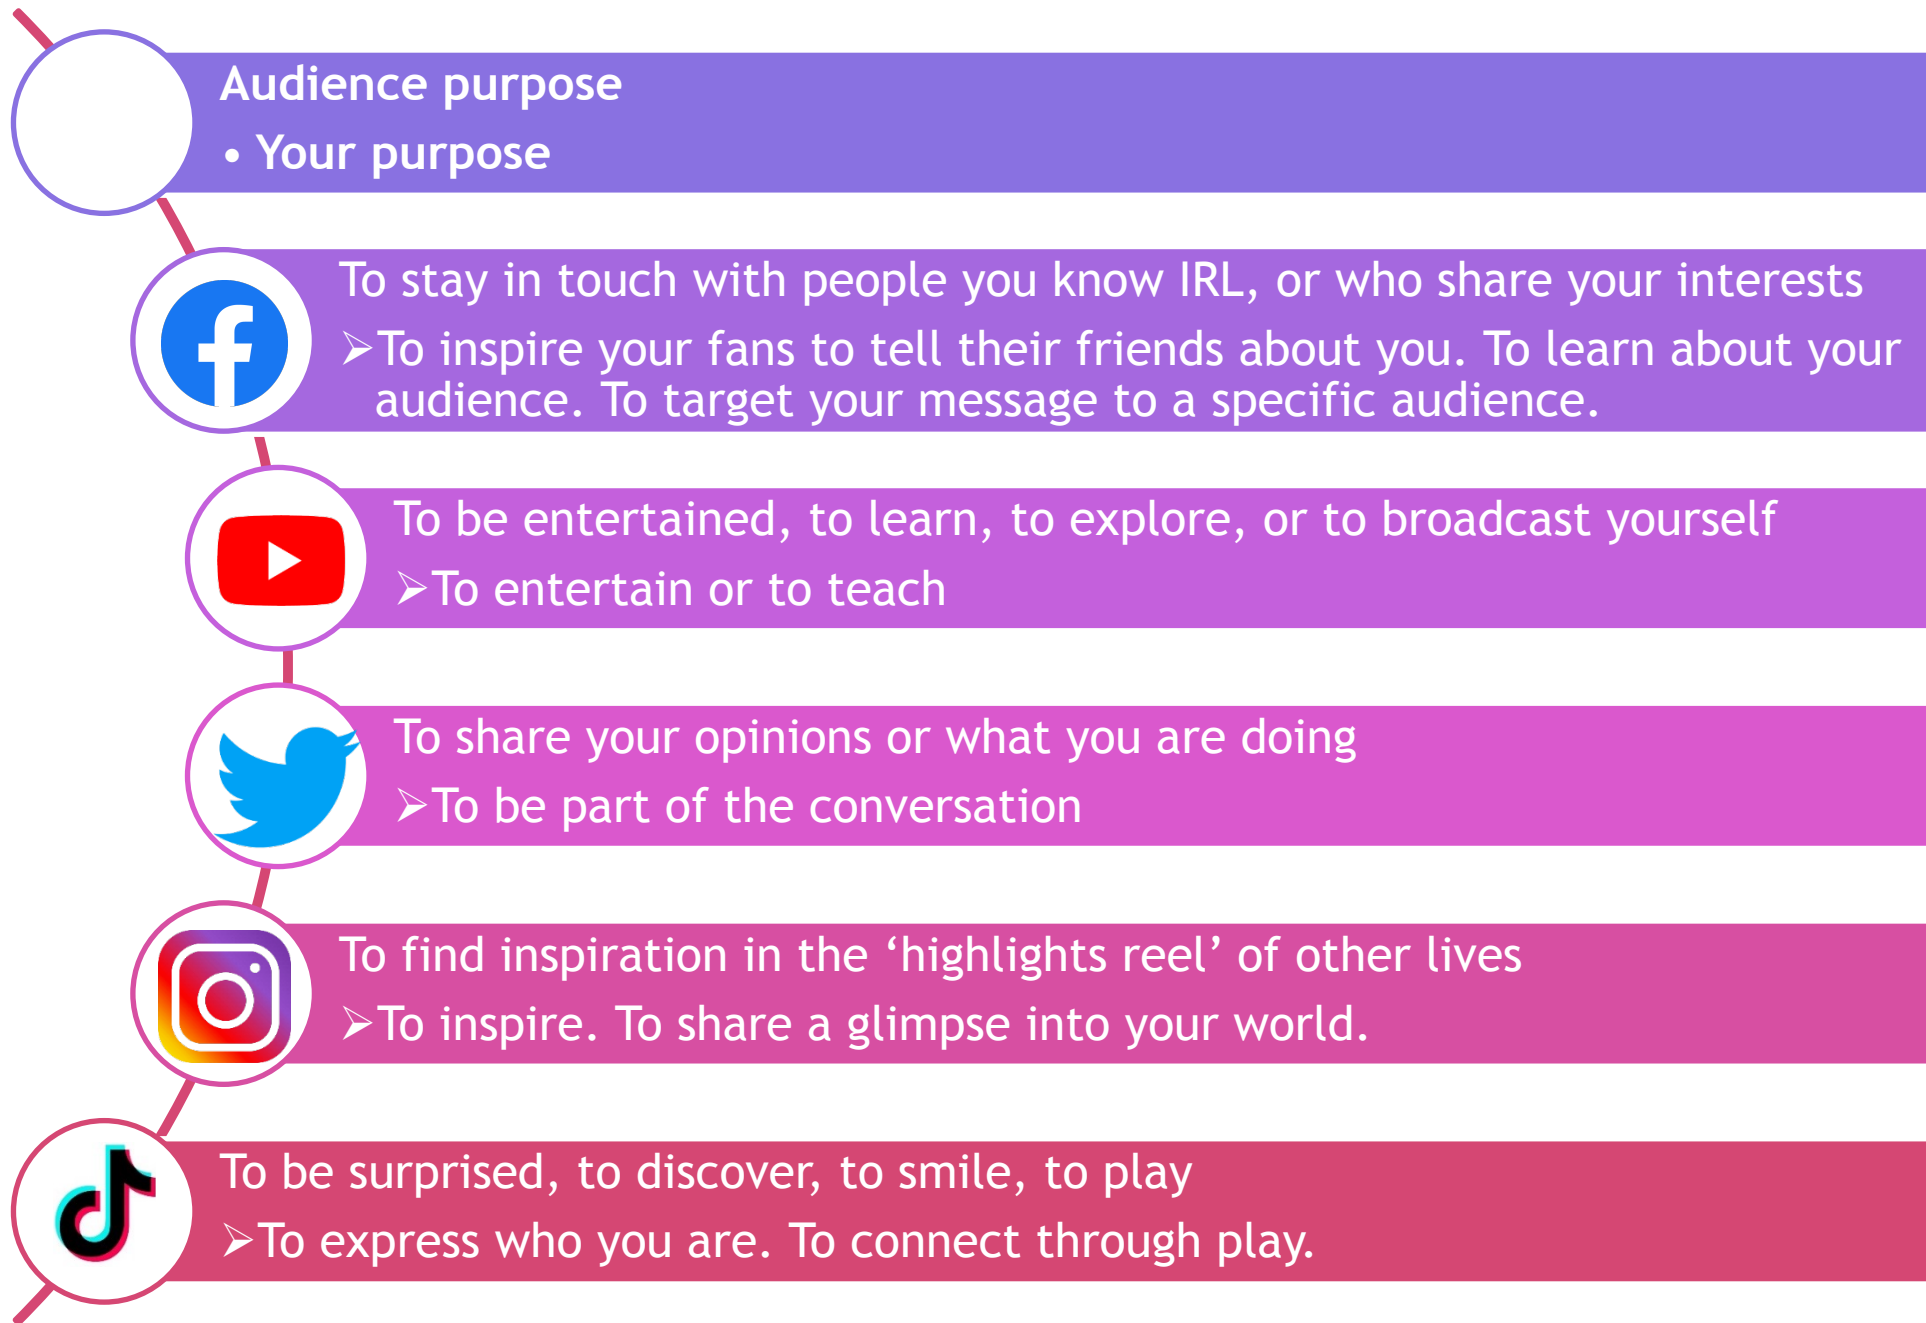 Audience purpose
• Your purpose
To stay in touch with people you know IRL, or who share your interests
➢To inspire your fans to tell their friends about you. To learn about your
audience. To target your message to a specific audience.
To be entertained, to learn, to explore, or to broadcast yourself
➢To entertain or to teach
To share your opinions or what you are doing
➢To be part of the conversation
To find inspiration in the ‘highlights reel’ of other lives
➢To inspire. To share a glimpse into your world.
To be surprised, to discover, to smile, to play
➢To express who you are. To connect through play.